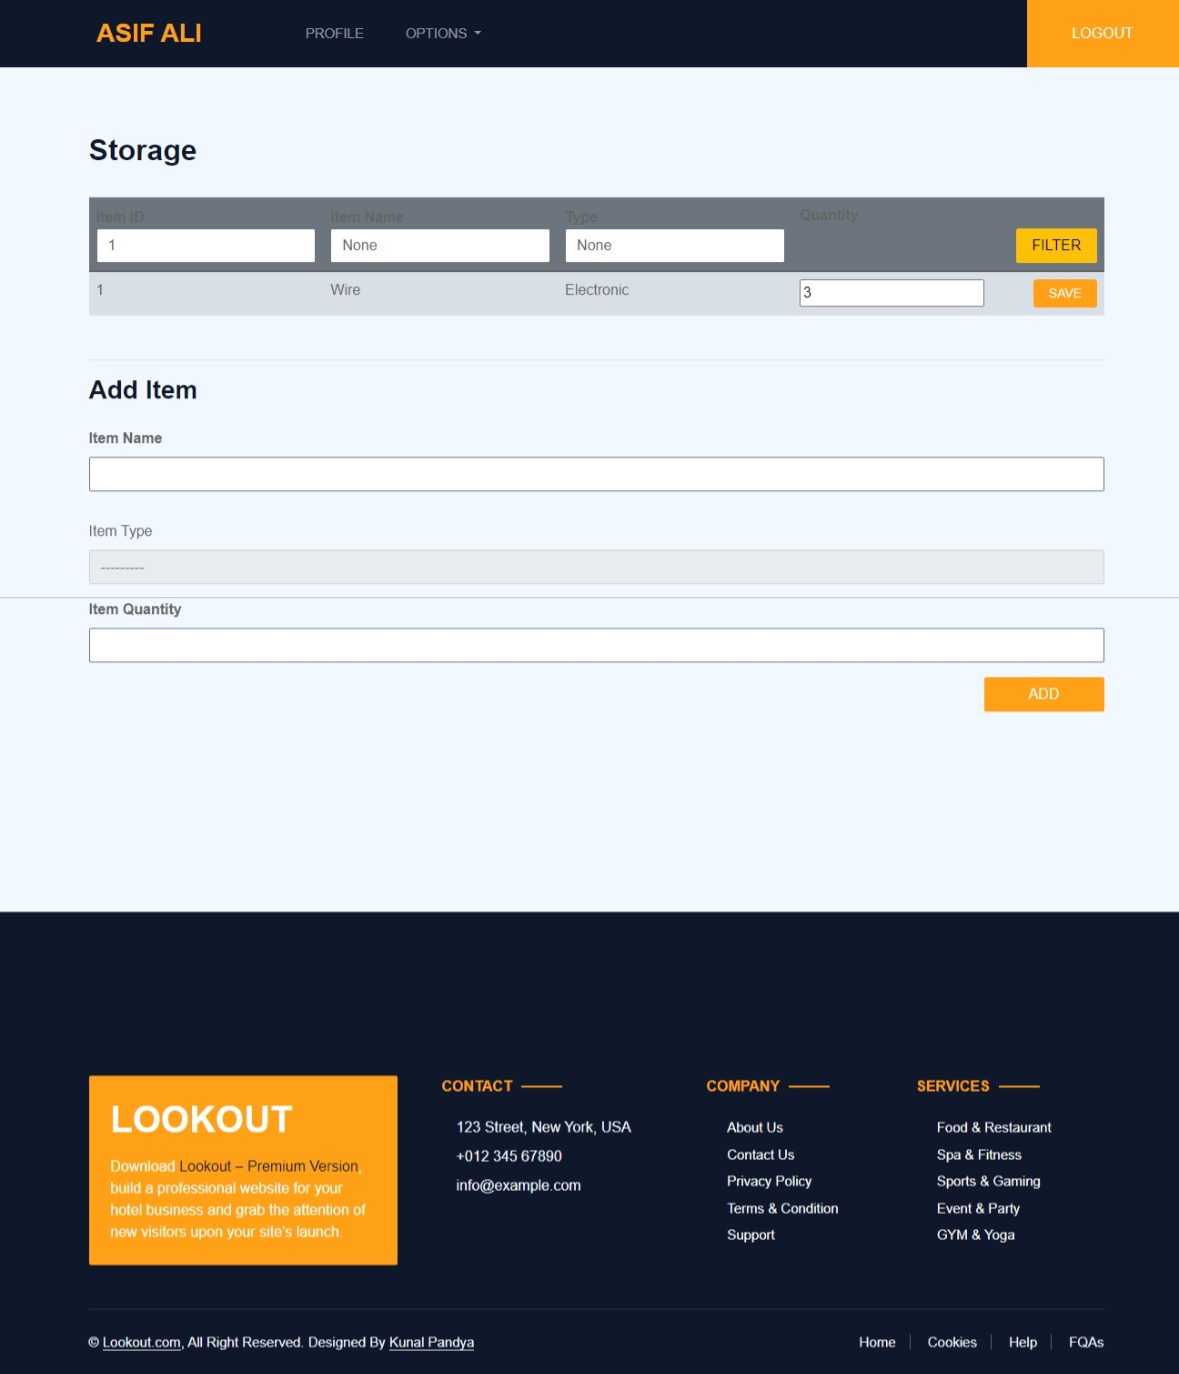 ASIF ALI
PROFILE
OPTIONS
LOGOUT
Storage
Item ID
Item Name
Type
Quantity
1
None
None
FILTER
1
Wire
Electronic
3
SAVE
Add Item
Item Name
Item Type
---------
Item Quantity
ADD
LOOKOUT
Download Lookout – Premium Version,
build a professional website for your
hotel business and grab the attention of
new visitors upon your site's launch.
CONTACT
123 Street, New York, USA
+012 345 67890
info@example.com
COMPANY
About Us
Contact Us
Privacy Policy
Terms & Condition
Support
SERVICES
Food & Restaurant
Spa & Fitness
Sports & Gaming
Event & Party
GYM & Yoga
© Lookout.com, All Right Reserved. Designed By Kunal Pandya
Home
Cookies
Help
FQAs